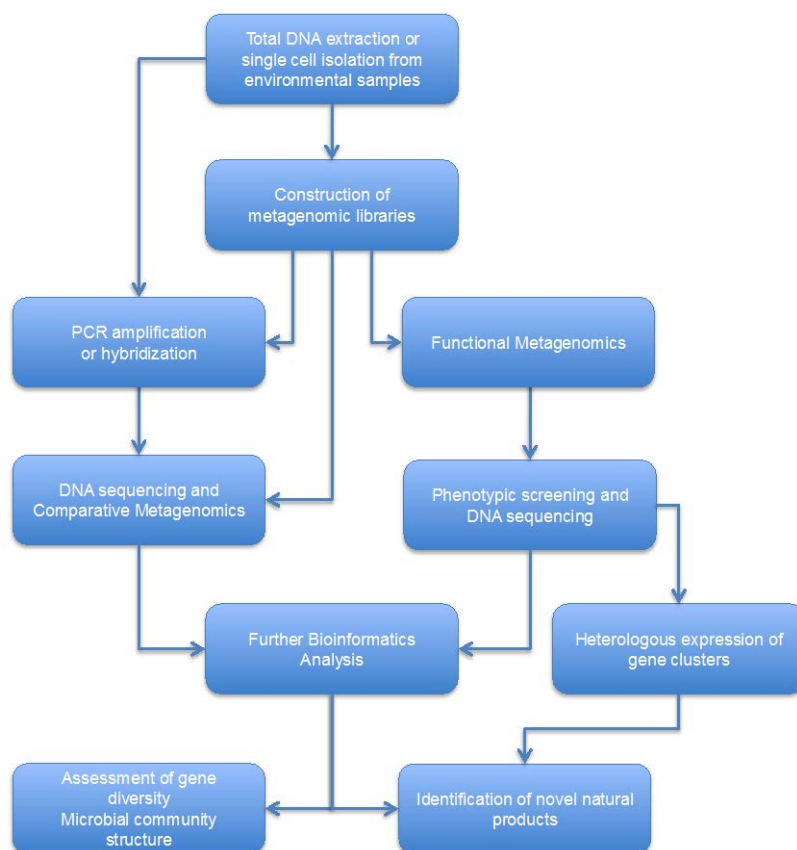 Total DNA extraction or
single cell isolation from
environmental samples
Construction of
metagenomic libraries
PCR amplification
or hybridization
Functional Metagenomics
DNA sequencing and
Comparative Metagenomics
Phenotypic screening and
DNA sequencing
Further Bioinformatics
Analysis
Heterologous expression of
gene clusters
Assessment of gene
diversity
Microbial community
structure
Identification of novel natural
products